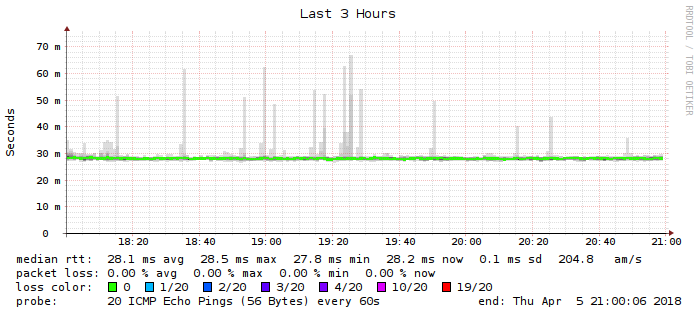 Last 3 Hours
RRDTOOL / TOBI OETIKER
Seconds
70 m
60 m
50 m
40 m
30 m
20 m
10 m
0
18:20 18:40 19:00 19:20 19:40 20:00 20:20 20:40 21:00
median rtt: 28.1 ms avg 28.5 ms max 27.8 ms min 28.2 ms now 0.1 ms sd 204.8 am/s
packet loss: 0.00 % avg 0.00 % max 0.00 % min 0.00 % now
loss color: 0 1/20 2/20 3/20 4/20 10/20 19/20
probe: 20 ICMP Echo Pings (56 Bytes) every 60s end: Thu Apr 5 21:00:06 2018